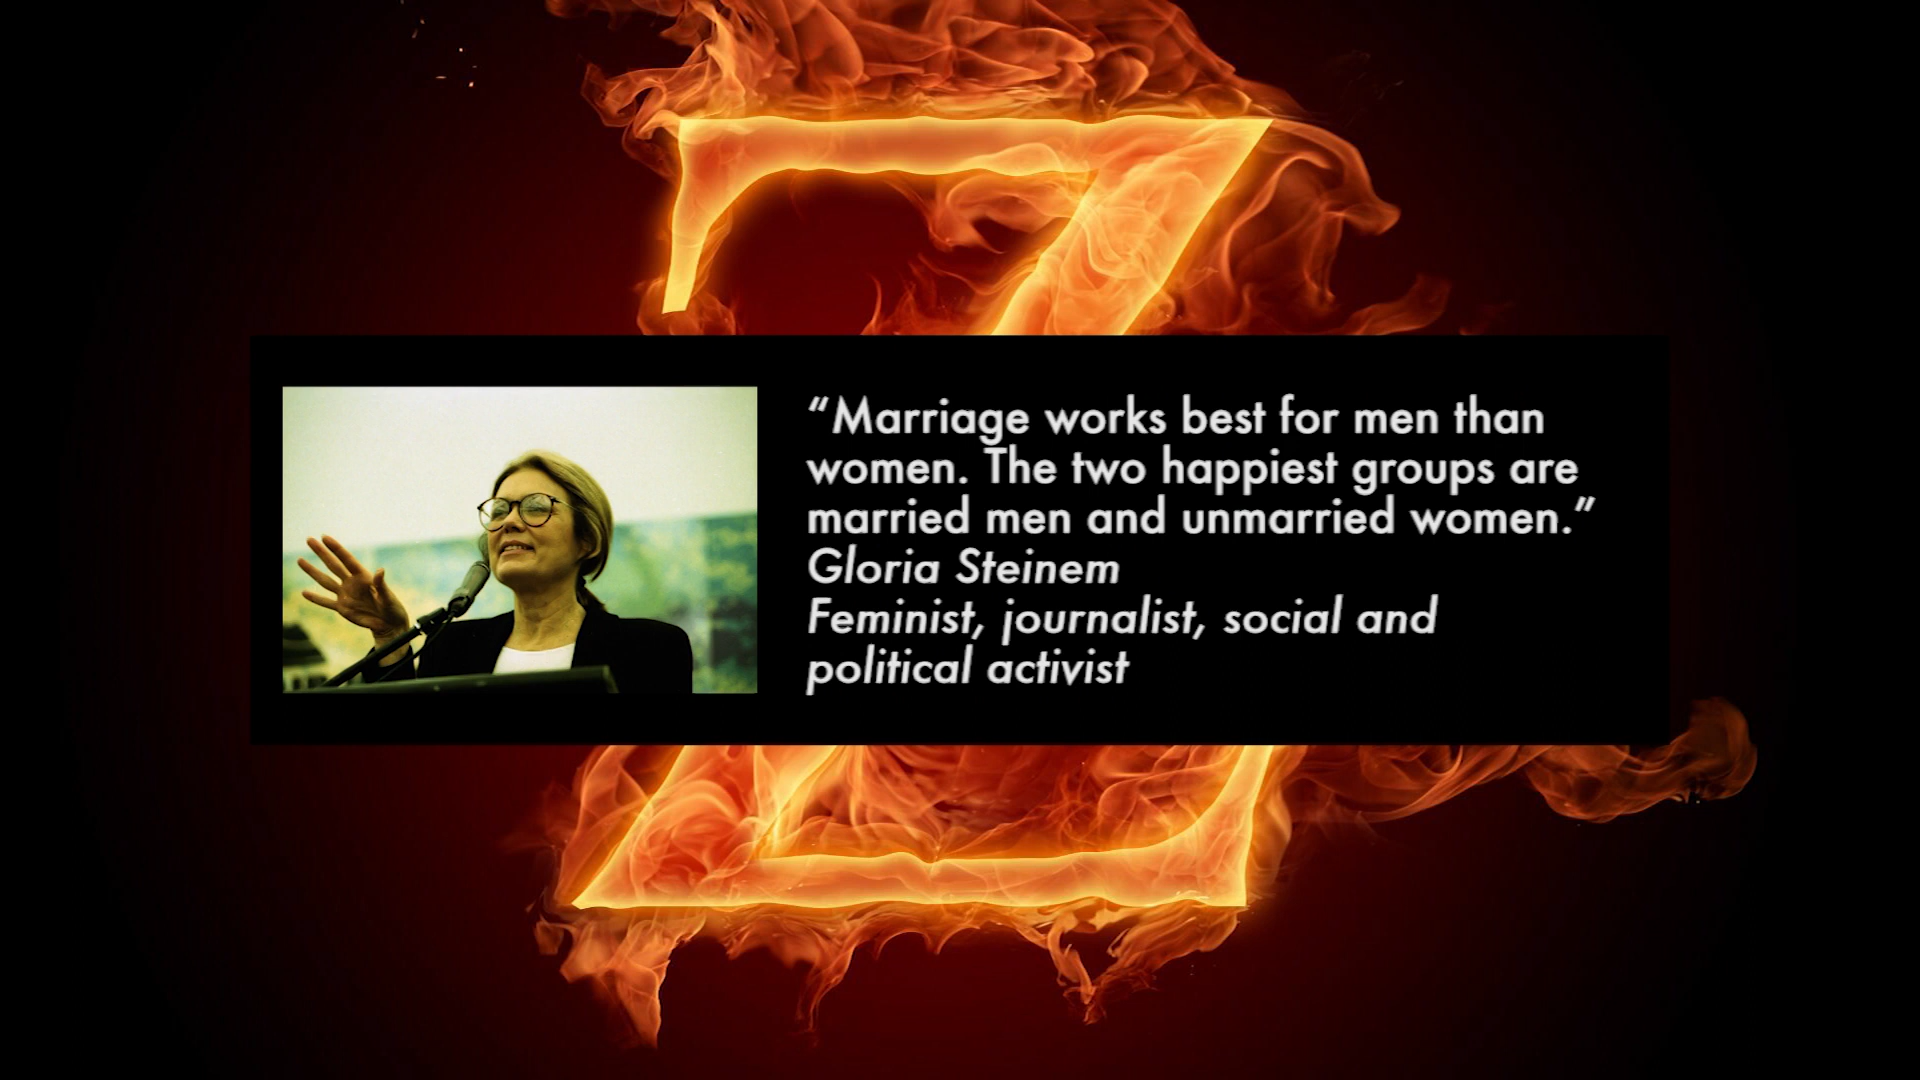 Z
“Marriage works best for men than
women. The two happiest groups are
married men and unmarried women.”
Gloria Steinem
Feminist, journalist, social and
political activist